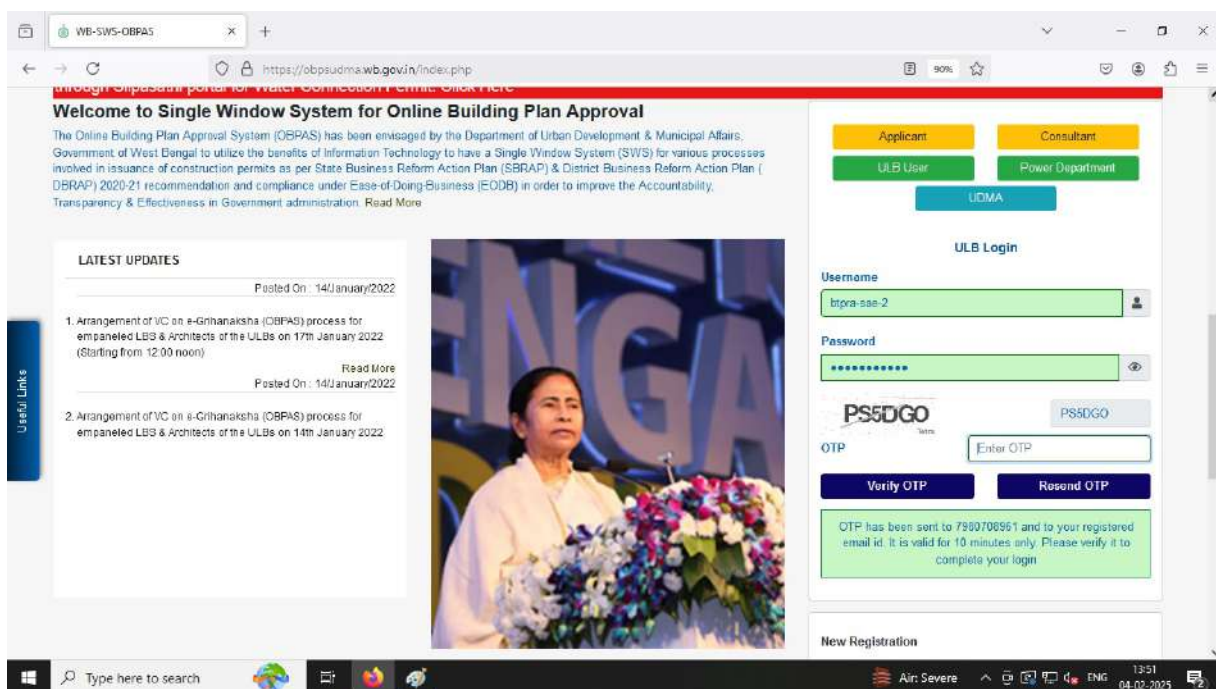 WB-SWS-OBPAS
https://obpsudma.wb.gov.in/index.php
90%
through Silpasathi portal for Water Connection Permit. Click Here
Welcome to Single Window System for Online Building Plan Approval
The Online Building Plan Approval System (OBPAS) has been envisaged by the Department of Urban Development & Municipal Affairs,
Government of West Bengal to utilize the benefits of Information Technology to have a Single Window System (SWS) for various processes
involved in issuance of construction permits as per State Business Reform Action Plan (SBRAP) & District Business Reform Action Plan (
DBRAP) 2020-21 recommendation and compliance under Ease-of-Doing-Business (EODB) in order to improve the Accountability,
Transparency & Effectiveness in Government administration. Read More
LATEST UPDATES
Posted On : 14/January/2022
1. Arrangement of VC on e-Grihanaksha (OBPAS) process for
empaneled LBS & Architects of the ULBs on 17th January 2022
(Starting from 12:00 noon)
Read More
Posted On : 14/January/2022
2. Arrangement of VC on e-Grihanaksha (OBPAS) process for
empaneled LBS & Architects of the ULBs on 14th January 2022
Useful Links
ENGA
Applicant
Consultant
ULB User
Power Department
UDMA
ULB Login
Username
btpra-sae-2
Password
PS5DGO
PS5DGO
OTP
Enter OTP
Verify OTP
Resend OTP
OTP has been sent to 7980708961 and to your registered
email id. It is valid for 10 minutes only. Please verify it to
complete your login
New Registration
Type here to search
Air: Severe
ENG
13:51
04-02-2025